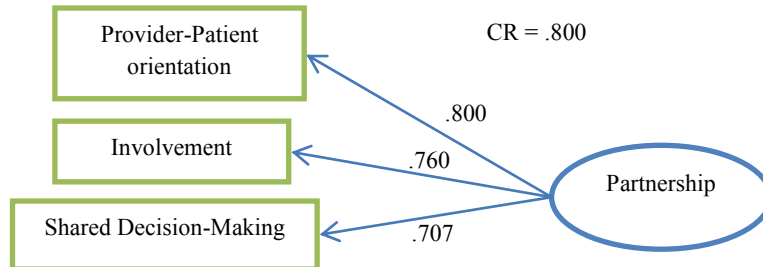 Provider-Patient
orientation
CR = .800
.800
Involvement
.760
Partnership
Shared Decision-Making
.707